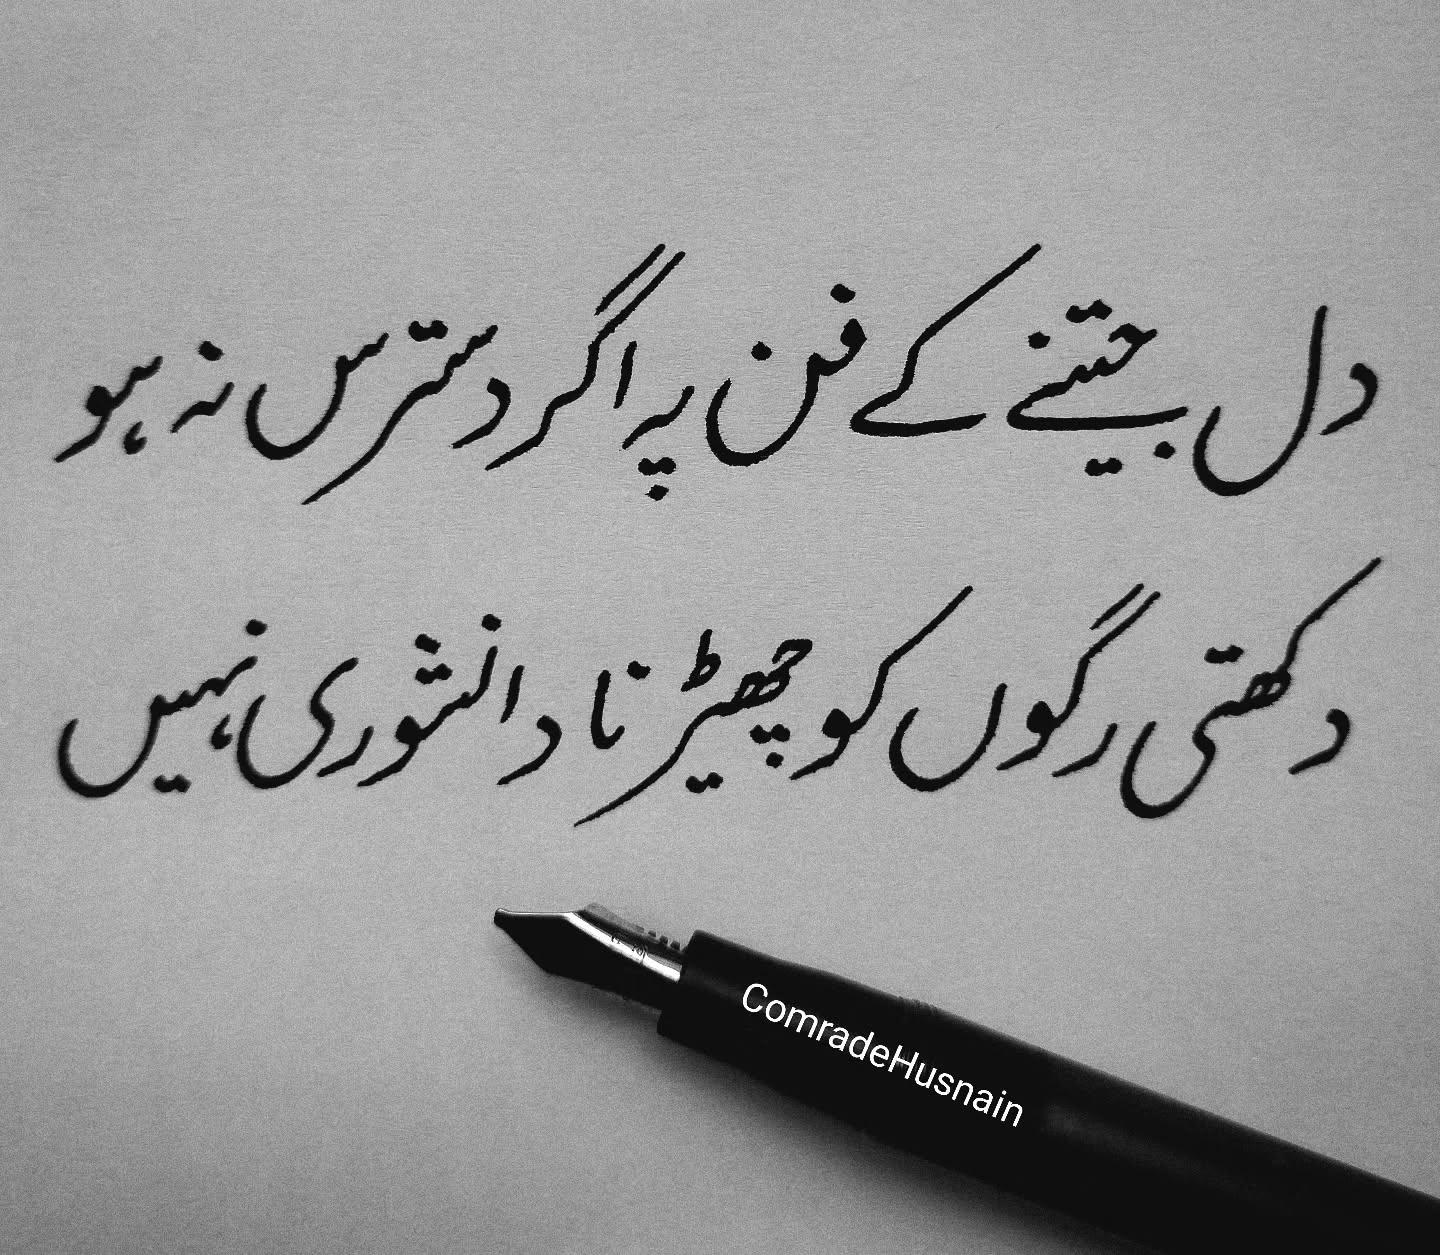 دل جیتنے کے فن پہ اگر دسترس نہ ہو
دکھتی رگوں کو چھیڑنا دانشوری نہیں
ComradeHusnain